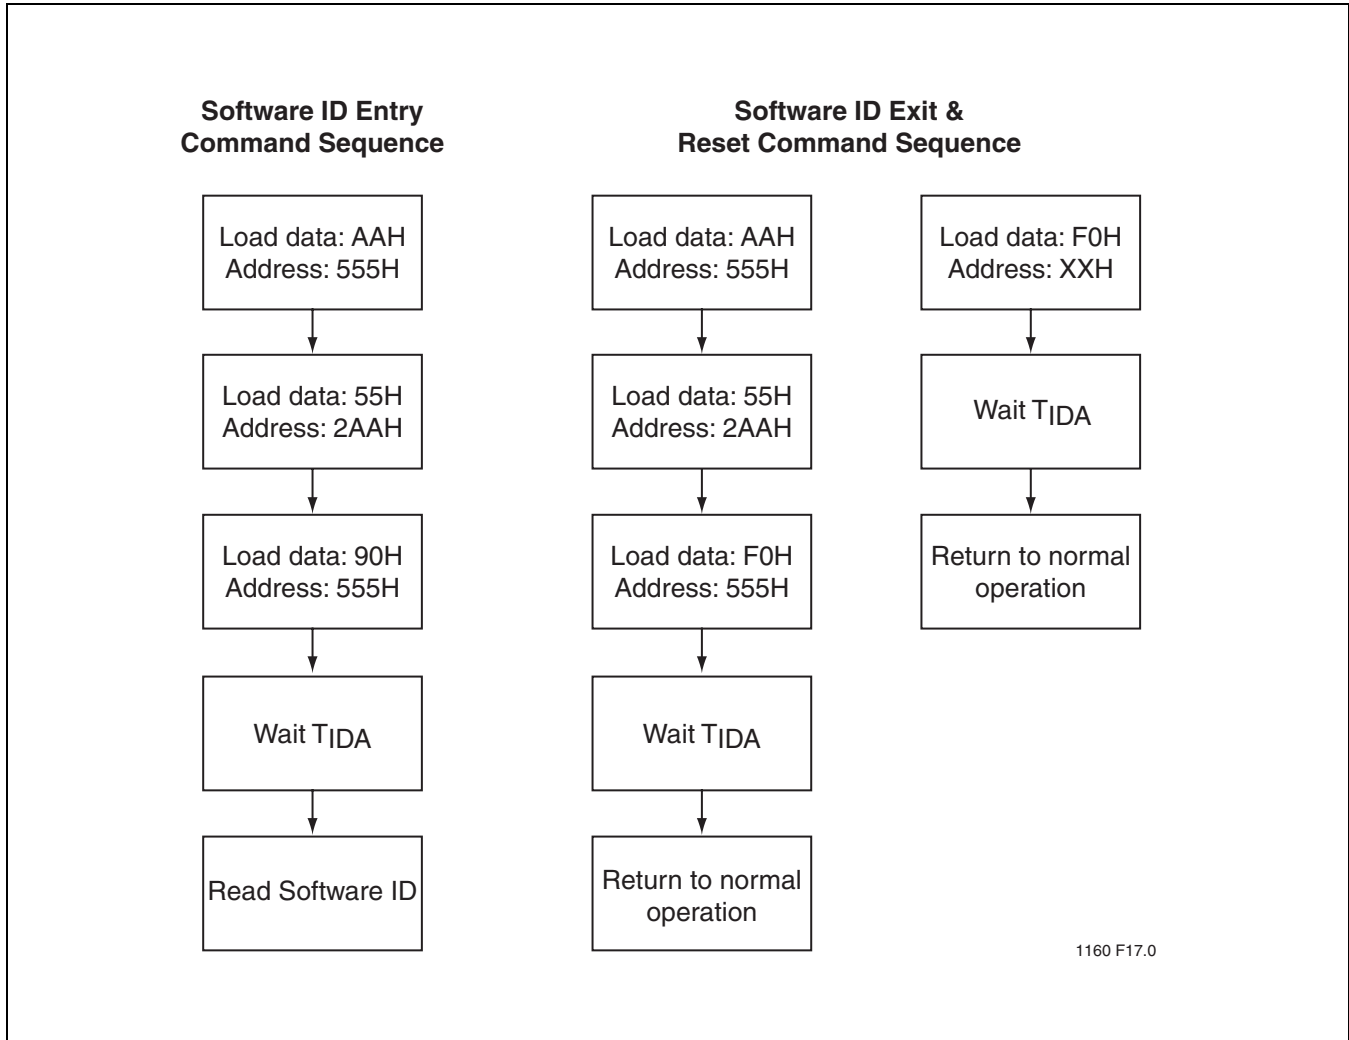 Software ID Entry
Command Sequence
Load data: AAH
Address: 555H
Load data: 55H
Address: 2AAH
Load data: 90H
Address: 555H
Wait TIDA
Read Software ID
Software ID Exit &
Reset Command Sequence
Load data: AAH
Address: 555H
Load data: 55H
Address: 2AAH
Load data: F0H
Address: 555H
Wait TIDA
Return to normal
operation
Load data: F0H
Address: XXH
Wait TIDA
Return to normal
operation
1160 F17.0